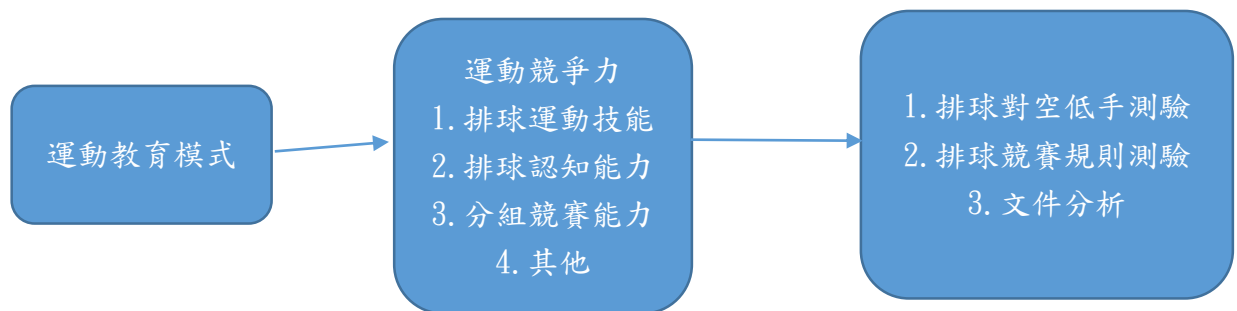 運動教育模式
運動競爭力
1.排球運動技能
2.排球認知能力
3.分組競賽能力
4.其他
1.排球對空低手測驗
2.排球競賽規則測驗
3.文件分析